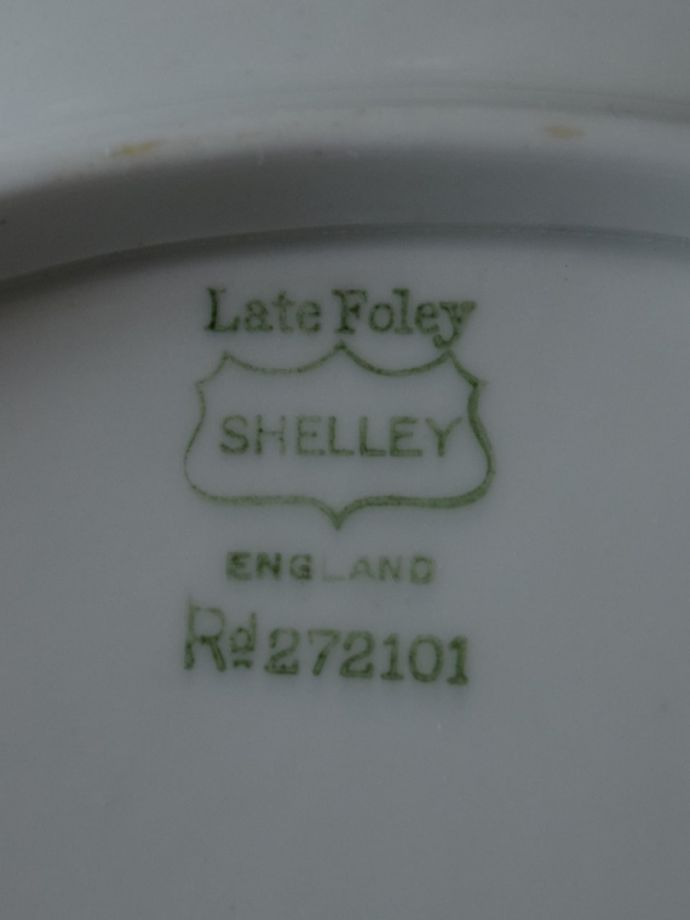 Late Foley
SHELLEY
ENGLAND
Rd 272101